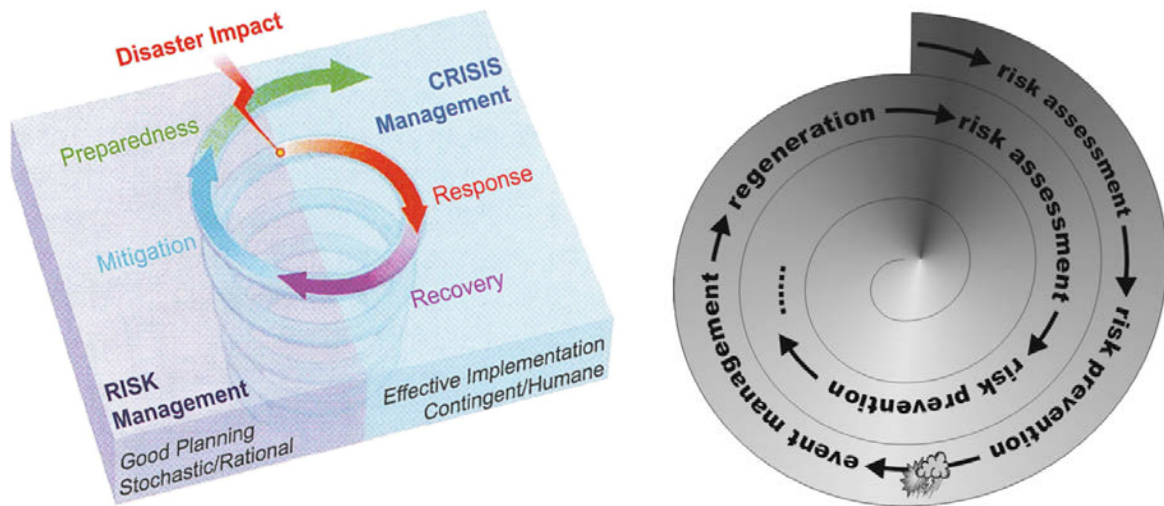 Disaster Impact
CRISIS
Management
Preparedness
Response
Mitigation
Recovery
RISK
Management
Effective Implementation
Contingent/Humane
Good Planning
Stochastic/Rational
risk assessment
risk prevention
event management
regeneration
risk assessment
risk prevention
......